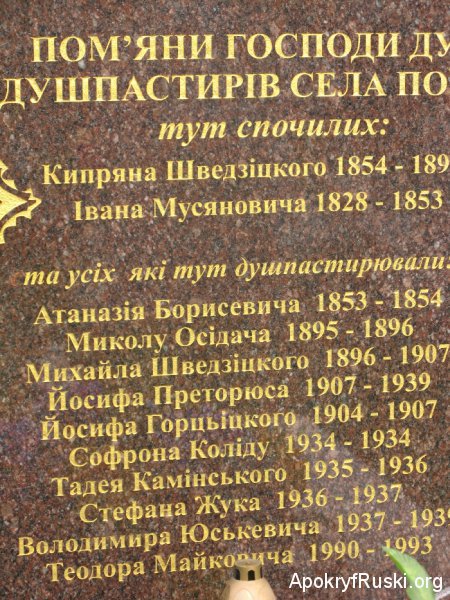 ПОМ’ЯНИ ГОСПОДИ ДУ
ДУШПАСТИРІВ СЕЛА ПО
тут спочилих:
Кипряна Шведзіцкого 1854 - 189
Івана Мусяновича 1828 - 1853
та усіх які тут душпастирювали:
Атаназія Борисевича 1853 - 1854
Миколу Осідача 1895 - 1896
Михайла Шведзіцкого 1896 - 1907
Йосифа Преторюса 1907 - 1939
Йосифа Горцьіцкого 1904 - 1907
Софрона Коліду 1934 - 1934
Тадея Камінського 1935 - 1936
Стефана Жука 1936 - 1937
Володимира Юськевича 1937 - 1939
Теодора Майковича 1990 - 1993
ApokryfRuski.org